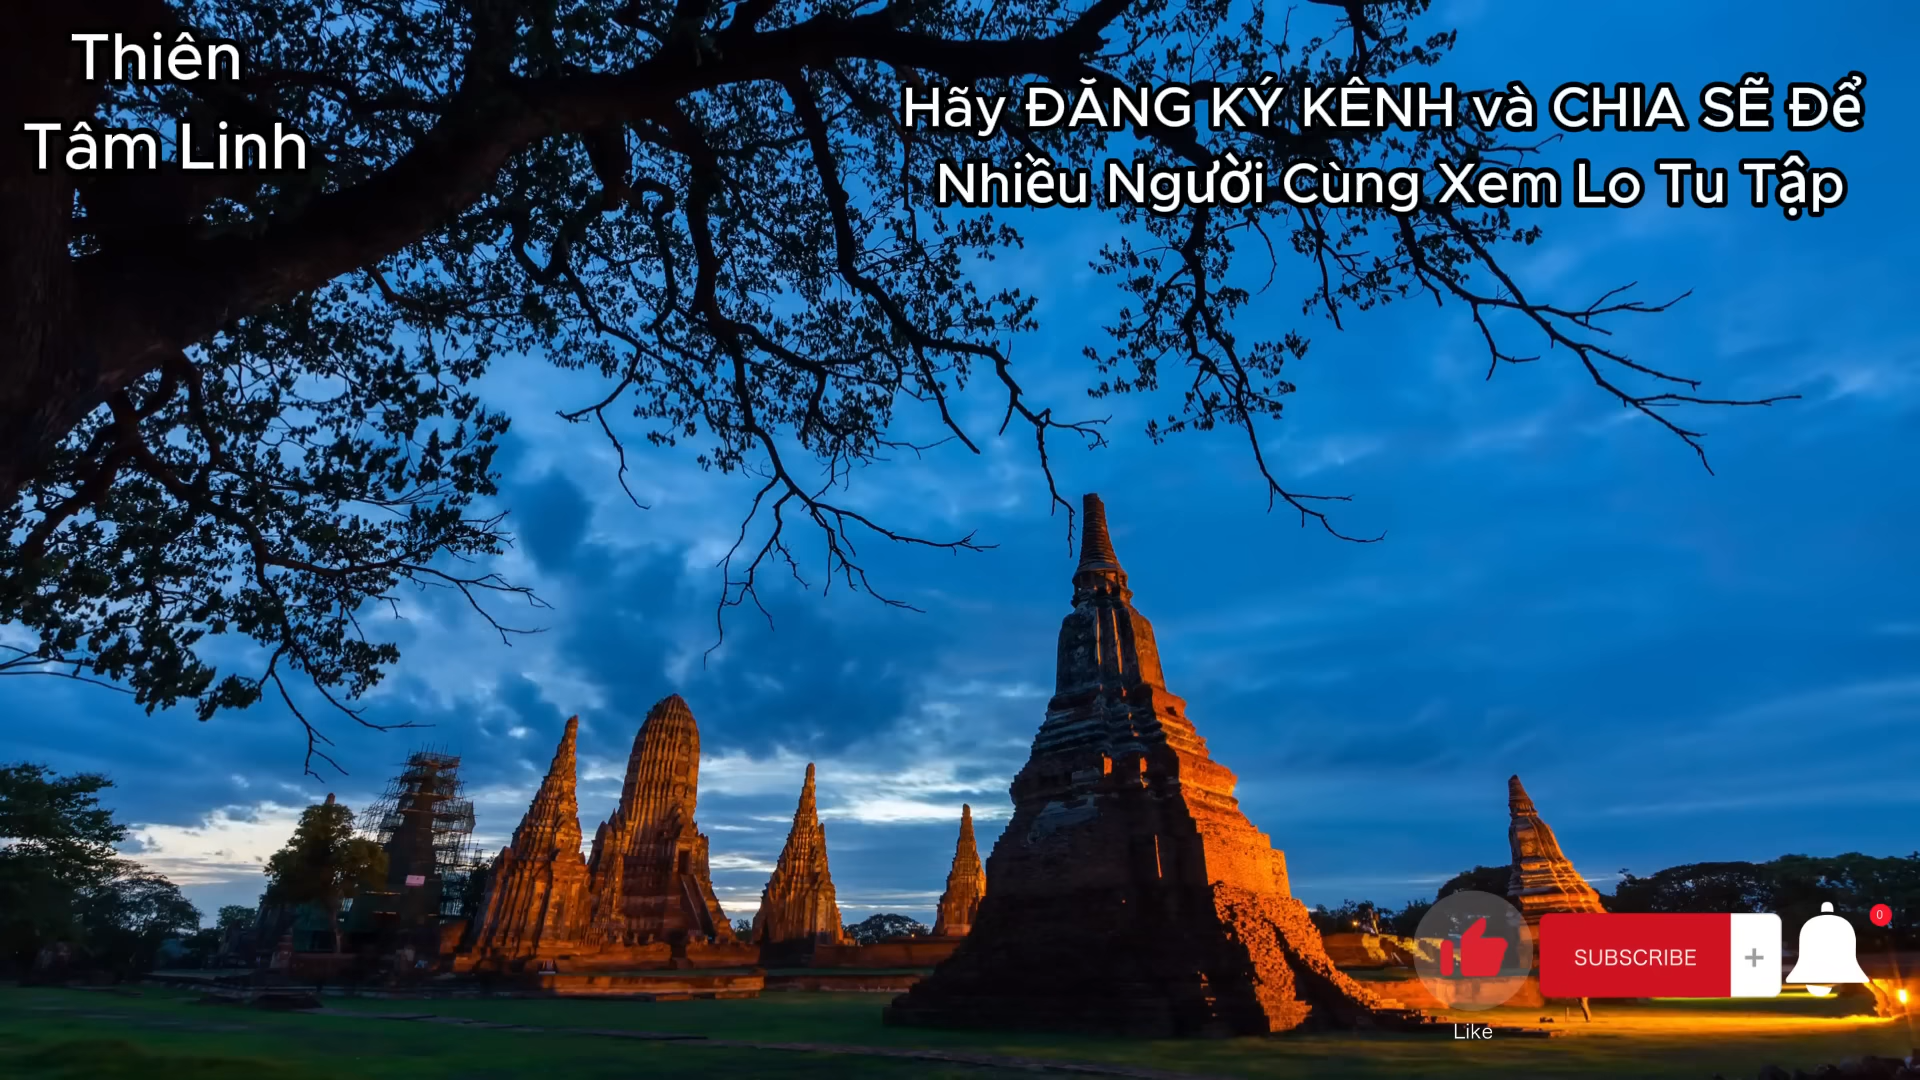 Thiên
Tâm Linh
Hãy ĐĂNG KÝ KÊNH và CHIA SẼ Để
Nhiều Người Cùng Xem Lo Tu Tập
SUBSCRIBE +
0
Like